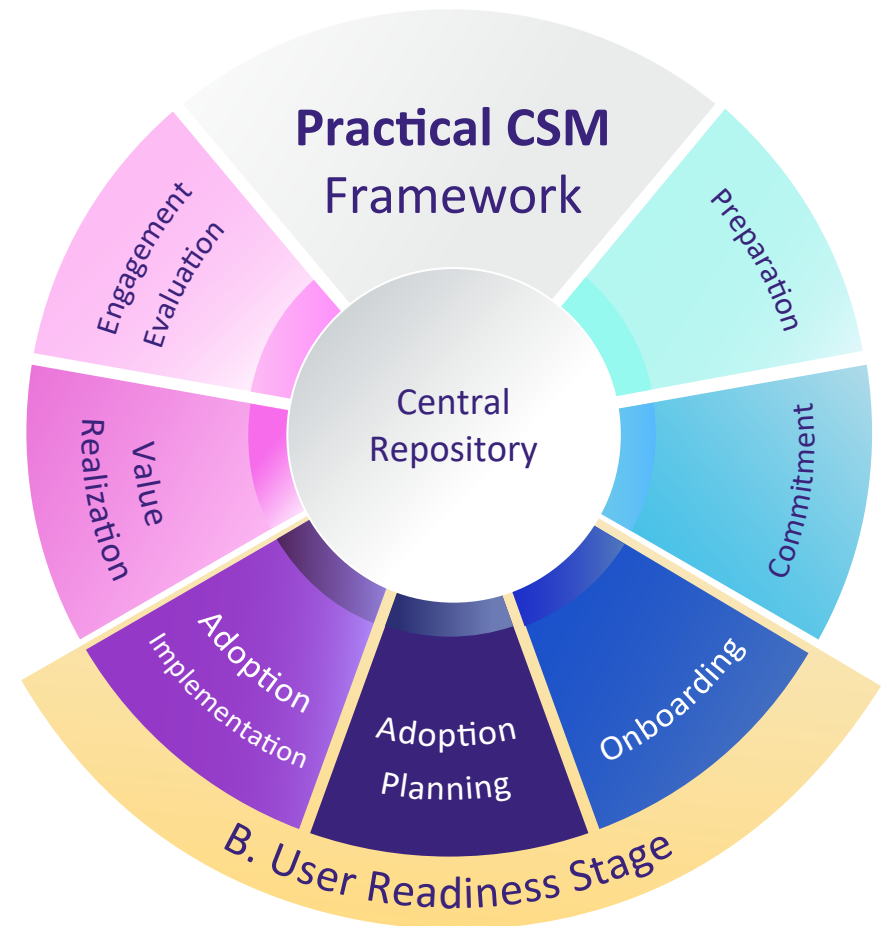 Practical CSM
Framework
Preparation
Commitment
Onboarding
Adoption
Planning
Adoption
Implementation
Value
Realization
Engagement
Evaluation
Central
Repository
B. User Readiness Stage